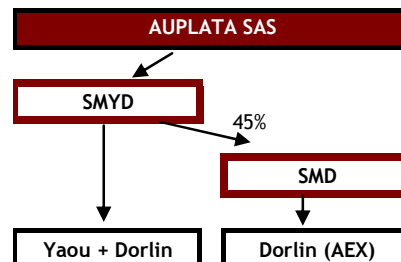 AUPLATA SAS
SMYD
45%
SMD
Yaou + Dorlin
Dorlin (AEX)